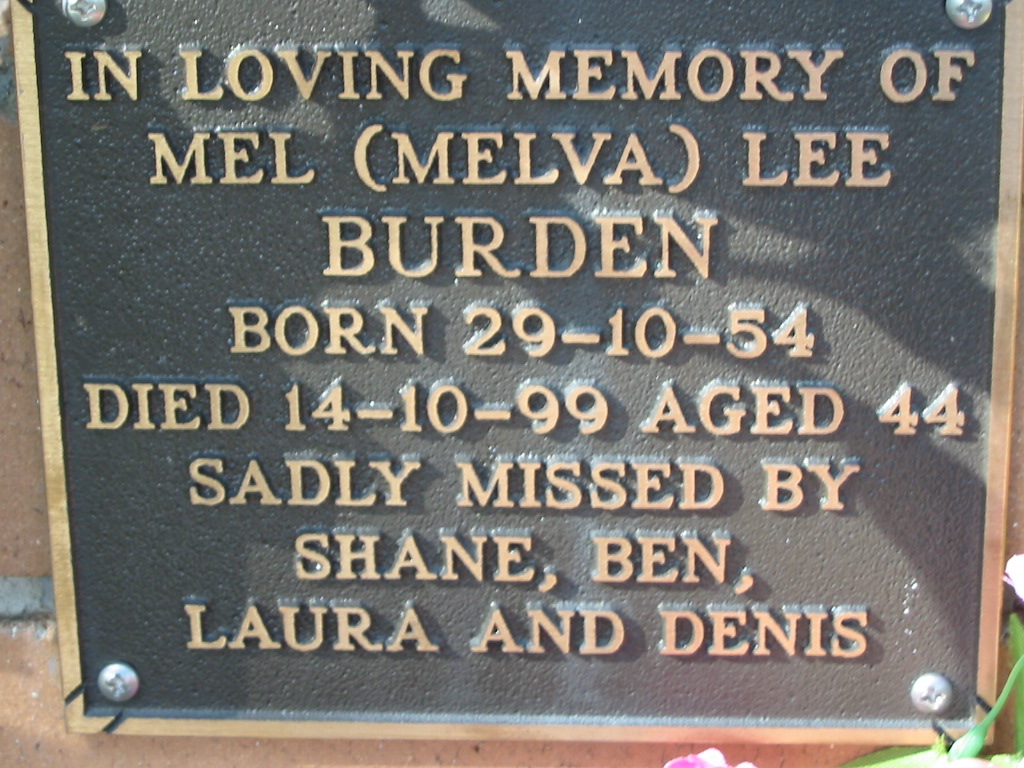 IN LOVING MEMORY OF
MEL (MELVA) LEE
BURDEN
BORN 29-10-54
DIED 14-10-99 AGED 44
SADLY MISSED BY
SHANE, BEN,
LAURA AND DENIS